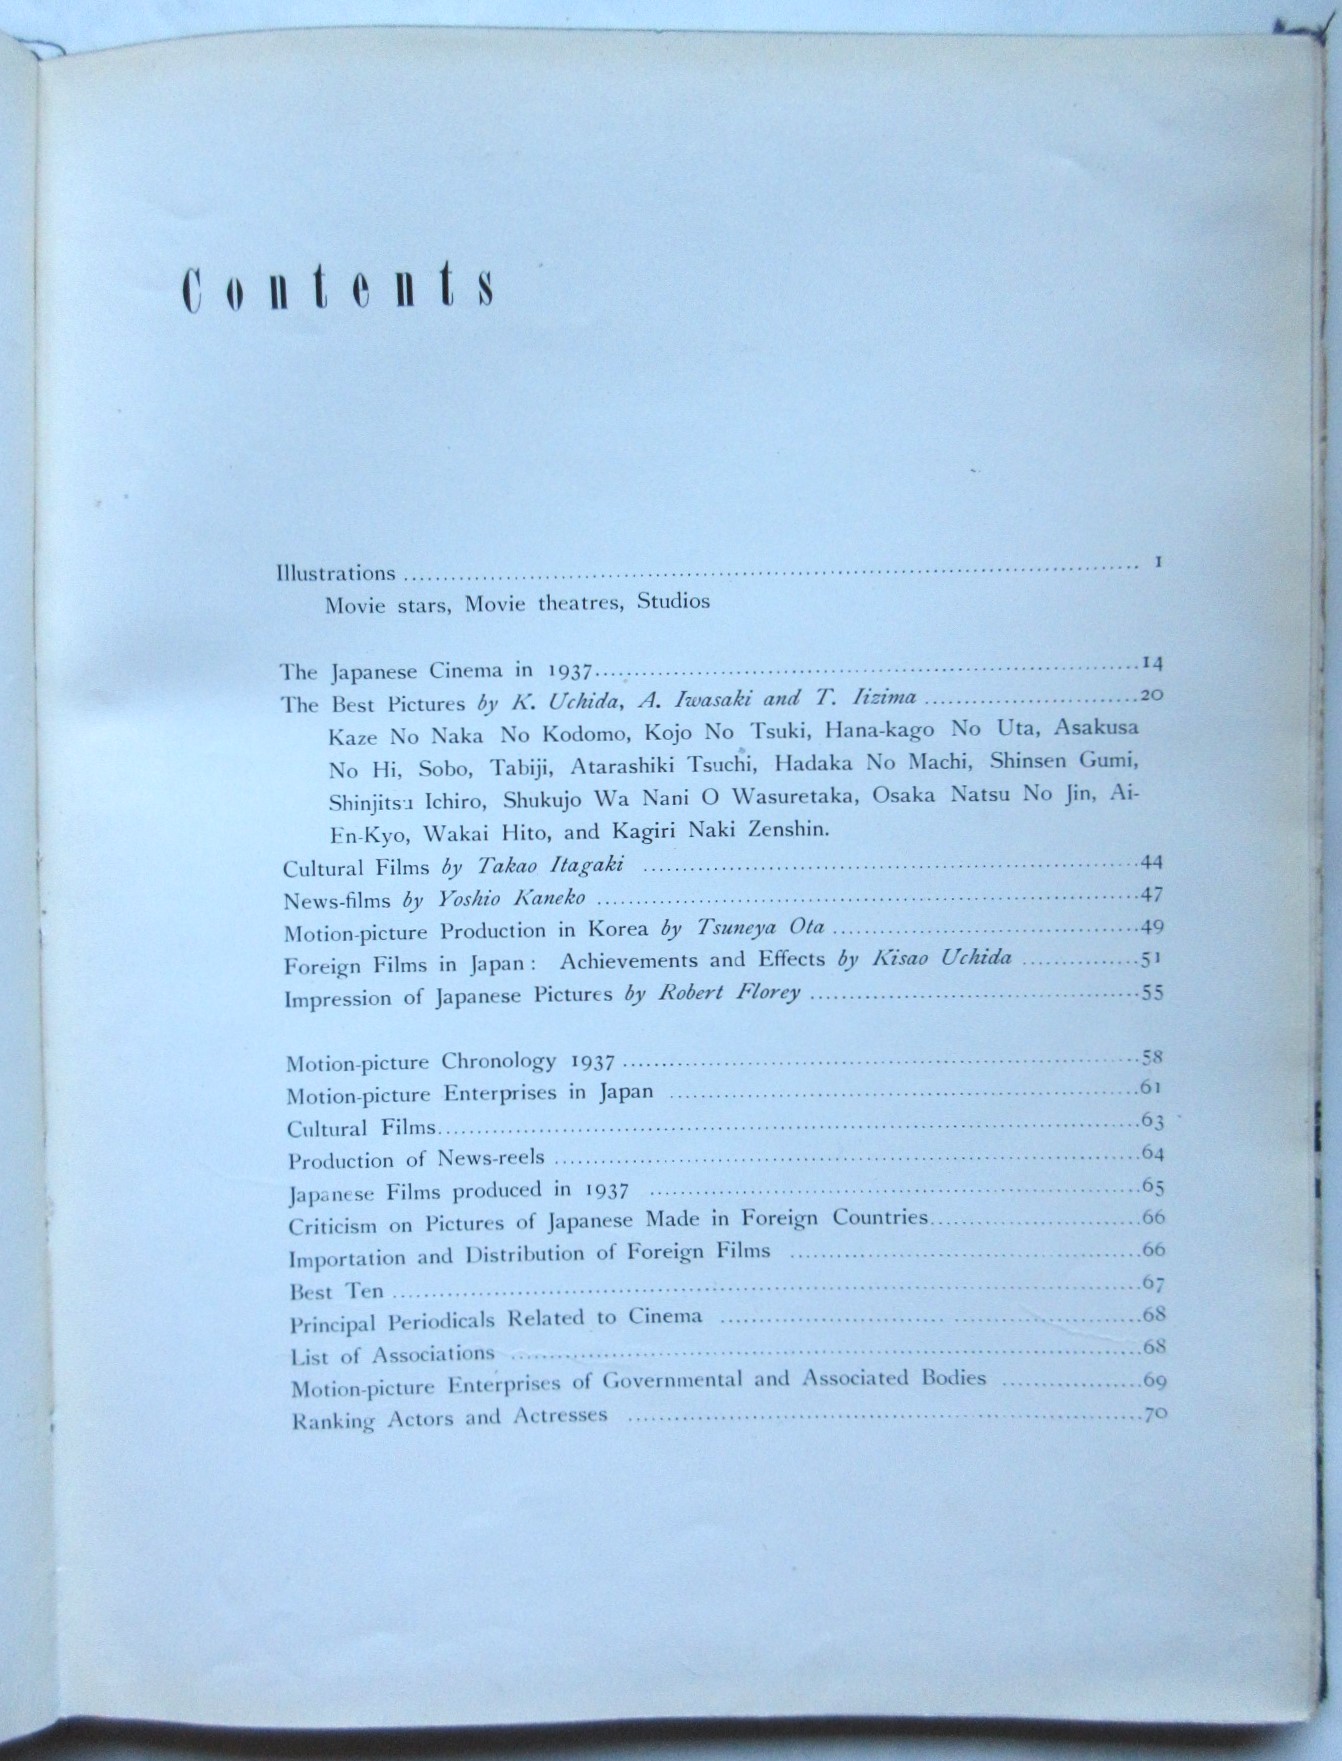 Contents
Illustrations ........ 1
Movie stars, Movie theatres, Studios
The Japanese Cinema in 1937........ 14
The Best Pictures by K. Uchida, A. Iwasaki and T. Iizima ........ 20
Kaze No Naka No Kodomo, Kojo No Tsuki, Hana-kago No Uta, Asakusa
No Hi, Sobo, Tabiji, Atarashiki Tsuchi, Hadaka No Machi, Shinsen Gumi,
Shinjitsu Ichiro, Shukujo Wa Nani O Wasuretaka, Osaka Natsu No Jin, Ai-
En-Kyo, Wakai Hito, and Kagiri Naki Zenshin.
Cultural Films by Takao Itagaki ........ 44
News-films by Yoshio Kaneko ........ 47
Motion-picture Production in Korea by Tsuneya Ota ........ 49
Foreign Films in Japan : Achievements and Effects by Kisao Uchida ........ 51
Impression of Japanese Pictures by Robert Florey ........ 55
Motion-picture Chronology 1937 ........ 58
Motion-picture Enterprises in Japan ........ 61
Cultural Films........ 63
Production of News-reels ........ 64
Japanese Films produced in 1937 ........ 65
Criticism on Pictures of Japanese Made in Foreign Countries........ 66
Importation and Distribution of Foreign Films ........ 66
Best Ten ........ 67
Principal Periodicals Related to Cinema ........ 68
List of Associations ........ 68
Motion-picture Enterprises of Governmental and Associated Bodies ........ 69
Ranking Actors and Actresses ........ 70